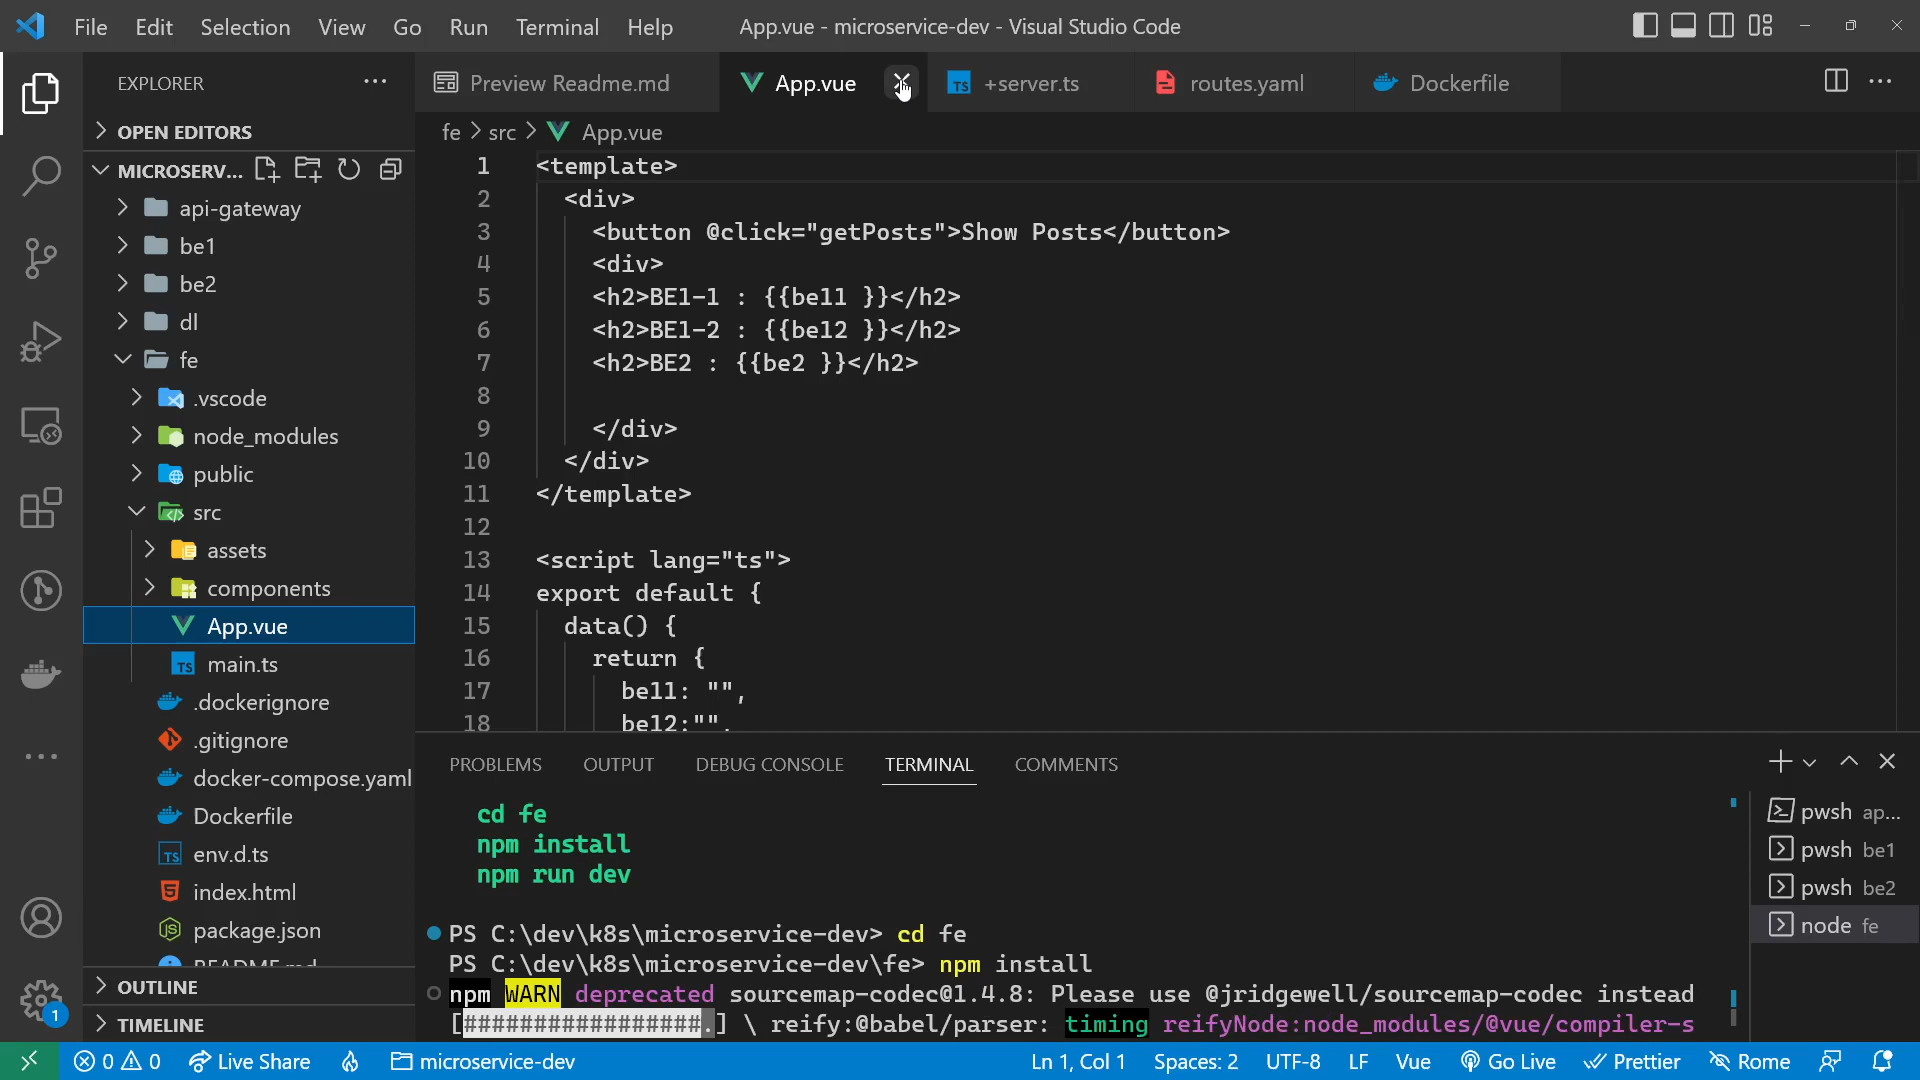 File Edit Selection View Go Run Terminal Help
App.vue - microservice-dev - Visual Studio Code
EXPLORER
OPEN EDITORS
MICROSERV...
api-gateway
be1
be2
dl
fe
.vscode
node_modules
public
src
assets
components
App.vue
main.ts
.dockerignore
.gitignore
docker-compose.yaml
Dockerfile
env.d.ts
index.html
package.json
README.md
OUTLINE
TIMELINE
1
Preview Readme.md
App.vue
+server.ts
routes.yaml
Dockerfile
fe > src > App.vue
1 <template>
2 <div>
3 <button @click="getPosts">Show Posts</button>
4 <div>
5 <h2>BE1-1 : {{be11 }}</h2>
6 <h2>BE1-2 : {{be12 }}</h2>
7 <h2>BE2 : {{be2 }}</h2>
8
9 </div>
10 </div>
11 </template>
12
13 <script lang="ts">
14 export default {
15 data() {
16 return {
17 be11: "",
18 be12:"",
PROBLEMS OUTPUT DEBUG CONSOLE TERMINAL COMMENTS
cd fe
npm install
npm run dev
PS C:\dev\k8s\microservice-dev> cd fe
PS C:\dev\k8s\microservice-dev\fe> npm install
npm WARN deprecated sourcemap-codec@1.4.8: Please use @jridgewell/sourcemap-codec instead
[#################.] \ reify:@babel/parser: timing reifyNode:node_modules/@vue/compiler-s
pwsh ap...
pwsh be1
pwsh be2
node fe
0 0 Live Share microservice-dev Ln 1, Col 1 Spaces: 2 UTF-8 LF Vue Go Live Prettier Rome